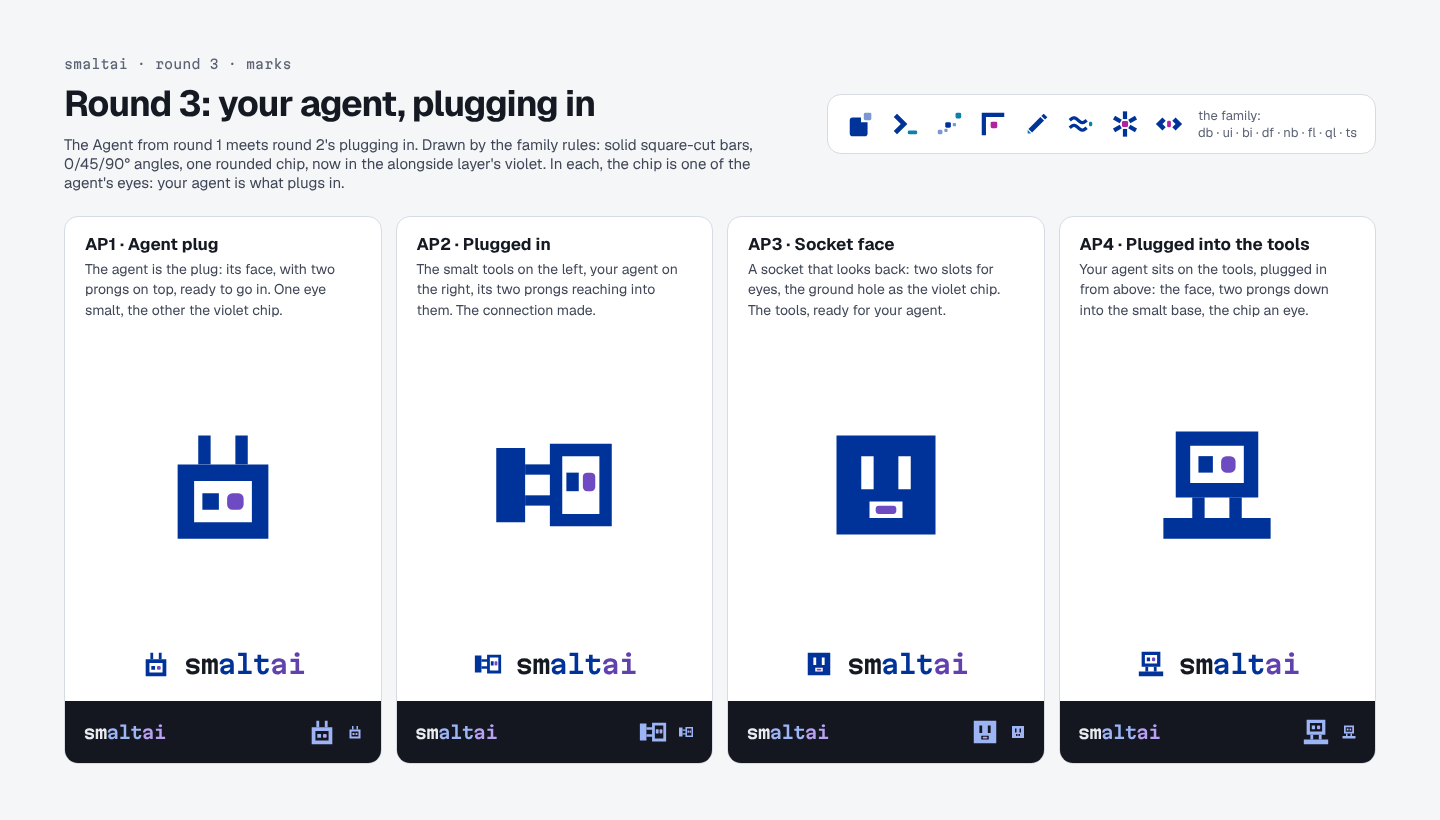 smaltai · round 3 · marks
Round 3: your agent, plugging in
The Agent from round 1 meets round 2's plugging in. Drawn by the family rules: solid square-cut bars,
0/45/90° angles, one rounded chip, now in the alongside layer's violet. In each, the chip is one of the
agent's eyes: your agent is what plugs in.
the family:
db · ui · bi · df · nb · fl · ql · ts
AP1 · Agent plug
The agent is the plug: its face, with two
prongs on top, ready to go in. One eye
smalt, the other the violet chip.
smaltai
smaltai
AP2 · Plugged in
The smalt tools on the left, your agent on
the right, its two prongs reaching into
them. The connection made.
smaltai
smaltai
AP3 · Socket face
A socket that looks back: two slots for
eyes, the ground hole as the violet chip.
The tools, ready for your agent.
smaltai
smaltai
AP4 · Plugged into the tools
Your agent sits on the tools, plugged in
from above: the face, two prongs down
into the smalt base, the chip an eye.
smaltai
smaltai